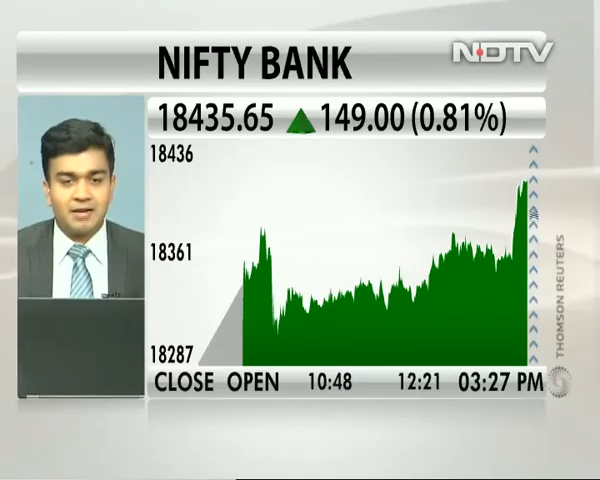 NIFTY BANK
NDTV
18435.65 ▲ 149.00 (0.81%)
18436
18361
18287
CLOSE OPEN 10:48 12:21 03:27 PM
THOMSON REUTERS